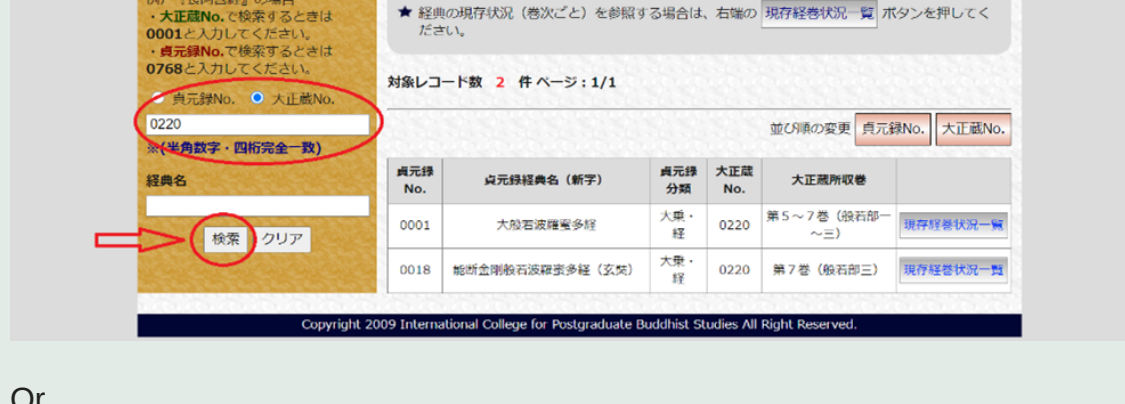 ・大正蔵No.で検索するときは
0001と入力してください。
・貞元録No.で検索するときは
0768と入力してください。
貞元録No. 大正蔵No.
0220
※(半角数字・四桁完全一致)
経典名
検索 クリア
★ 経典の現存状況（巻次ごと）を参照する場合は、右端の 現存経巻状況一覧 ボタンを押してく
ださい。
対象レコード数 2 件 ページ：1/1
並び順の変更 貞元録No. 大正蔵No.
貞元録No. 貞元録経典名（新字） 貞元録分類 大正蔵No. 大正蔵所収巻
0001 大般若波羅蜜多経 大乗・経 0220 第５～７巻（般若部一～三） 現存経巻状況一覧
0018 能断金剛般若波羅蜜多経（玄奘） 大乗・経 0220 第７巻（般若部三） 現存経巻状況一覧
Copyright 2009 International College for Postgraduate Buddhist Studies All Right Reserved.
Or